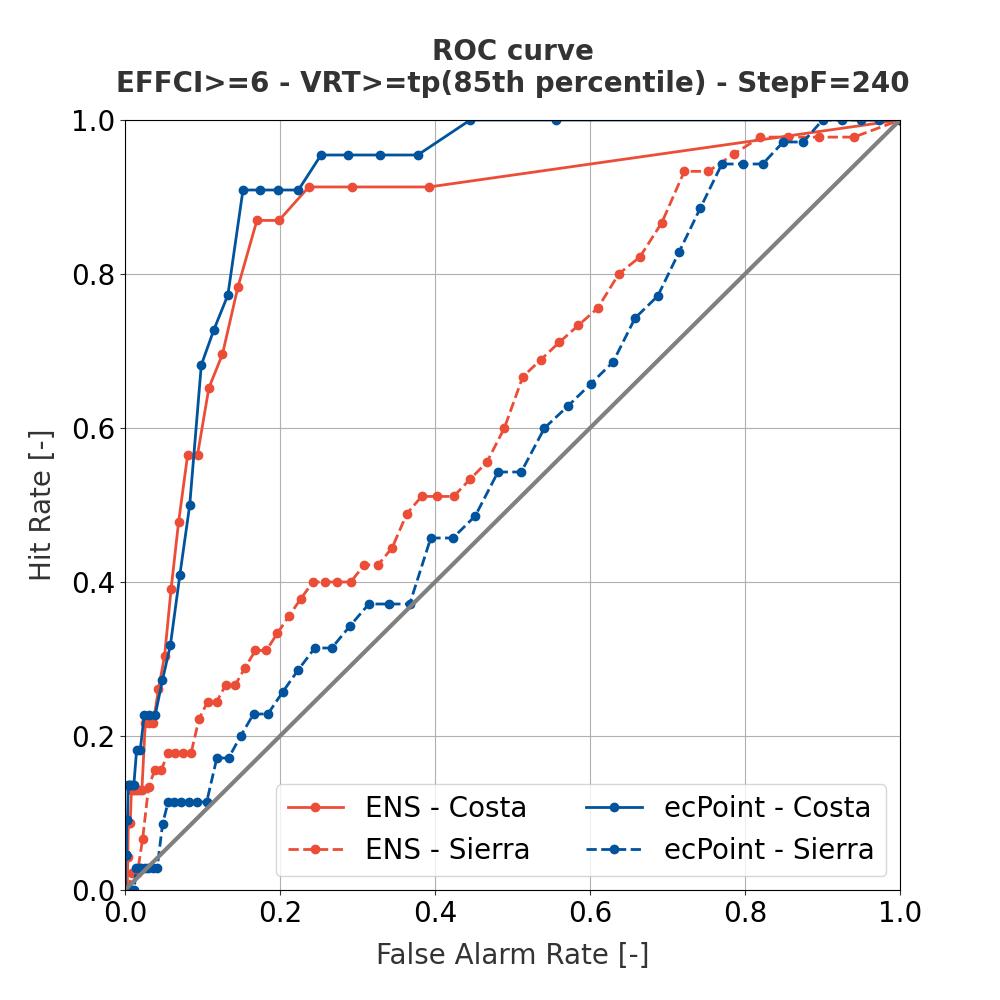 ROC curve
EFFCI>=6 - VRT>=tp(85th percentile) - StepF=240
1.0
0.8
0.6
0.4
0.2
0.0
Hit Rate [-]
ENS - Costa
ENS - Sierra
ecPoint - Costa
ecPoint - Sierra
0.0 0.2 0.4 0.6 0.8 1.0
False Alarm Rate [-]